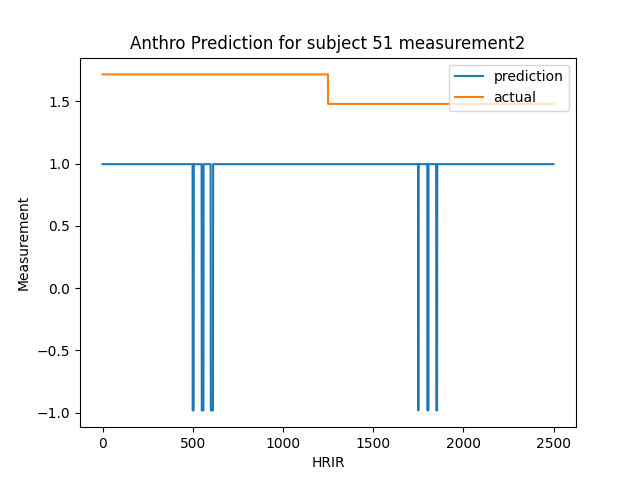 Anthro Prediction for subject 51 measurement2
prediction
actual
Measurement
1.5
1.0
0.5
0.0
−0.5
−1.0
0 500 1000 1500 2000 2500
HRIR